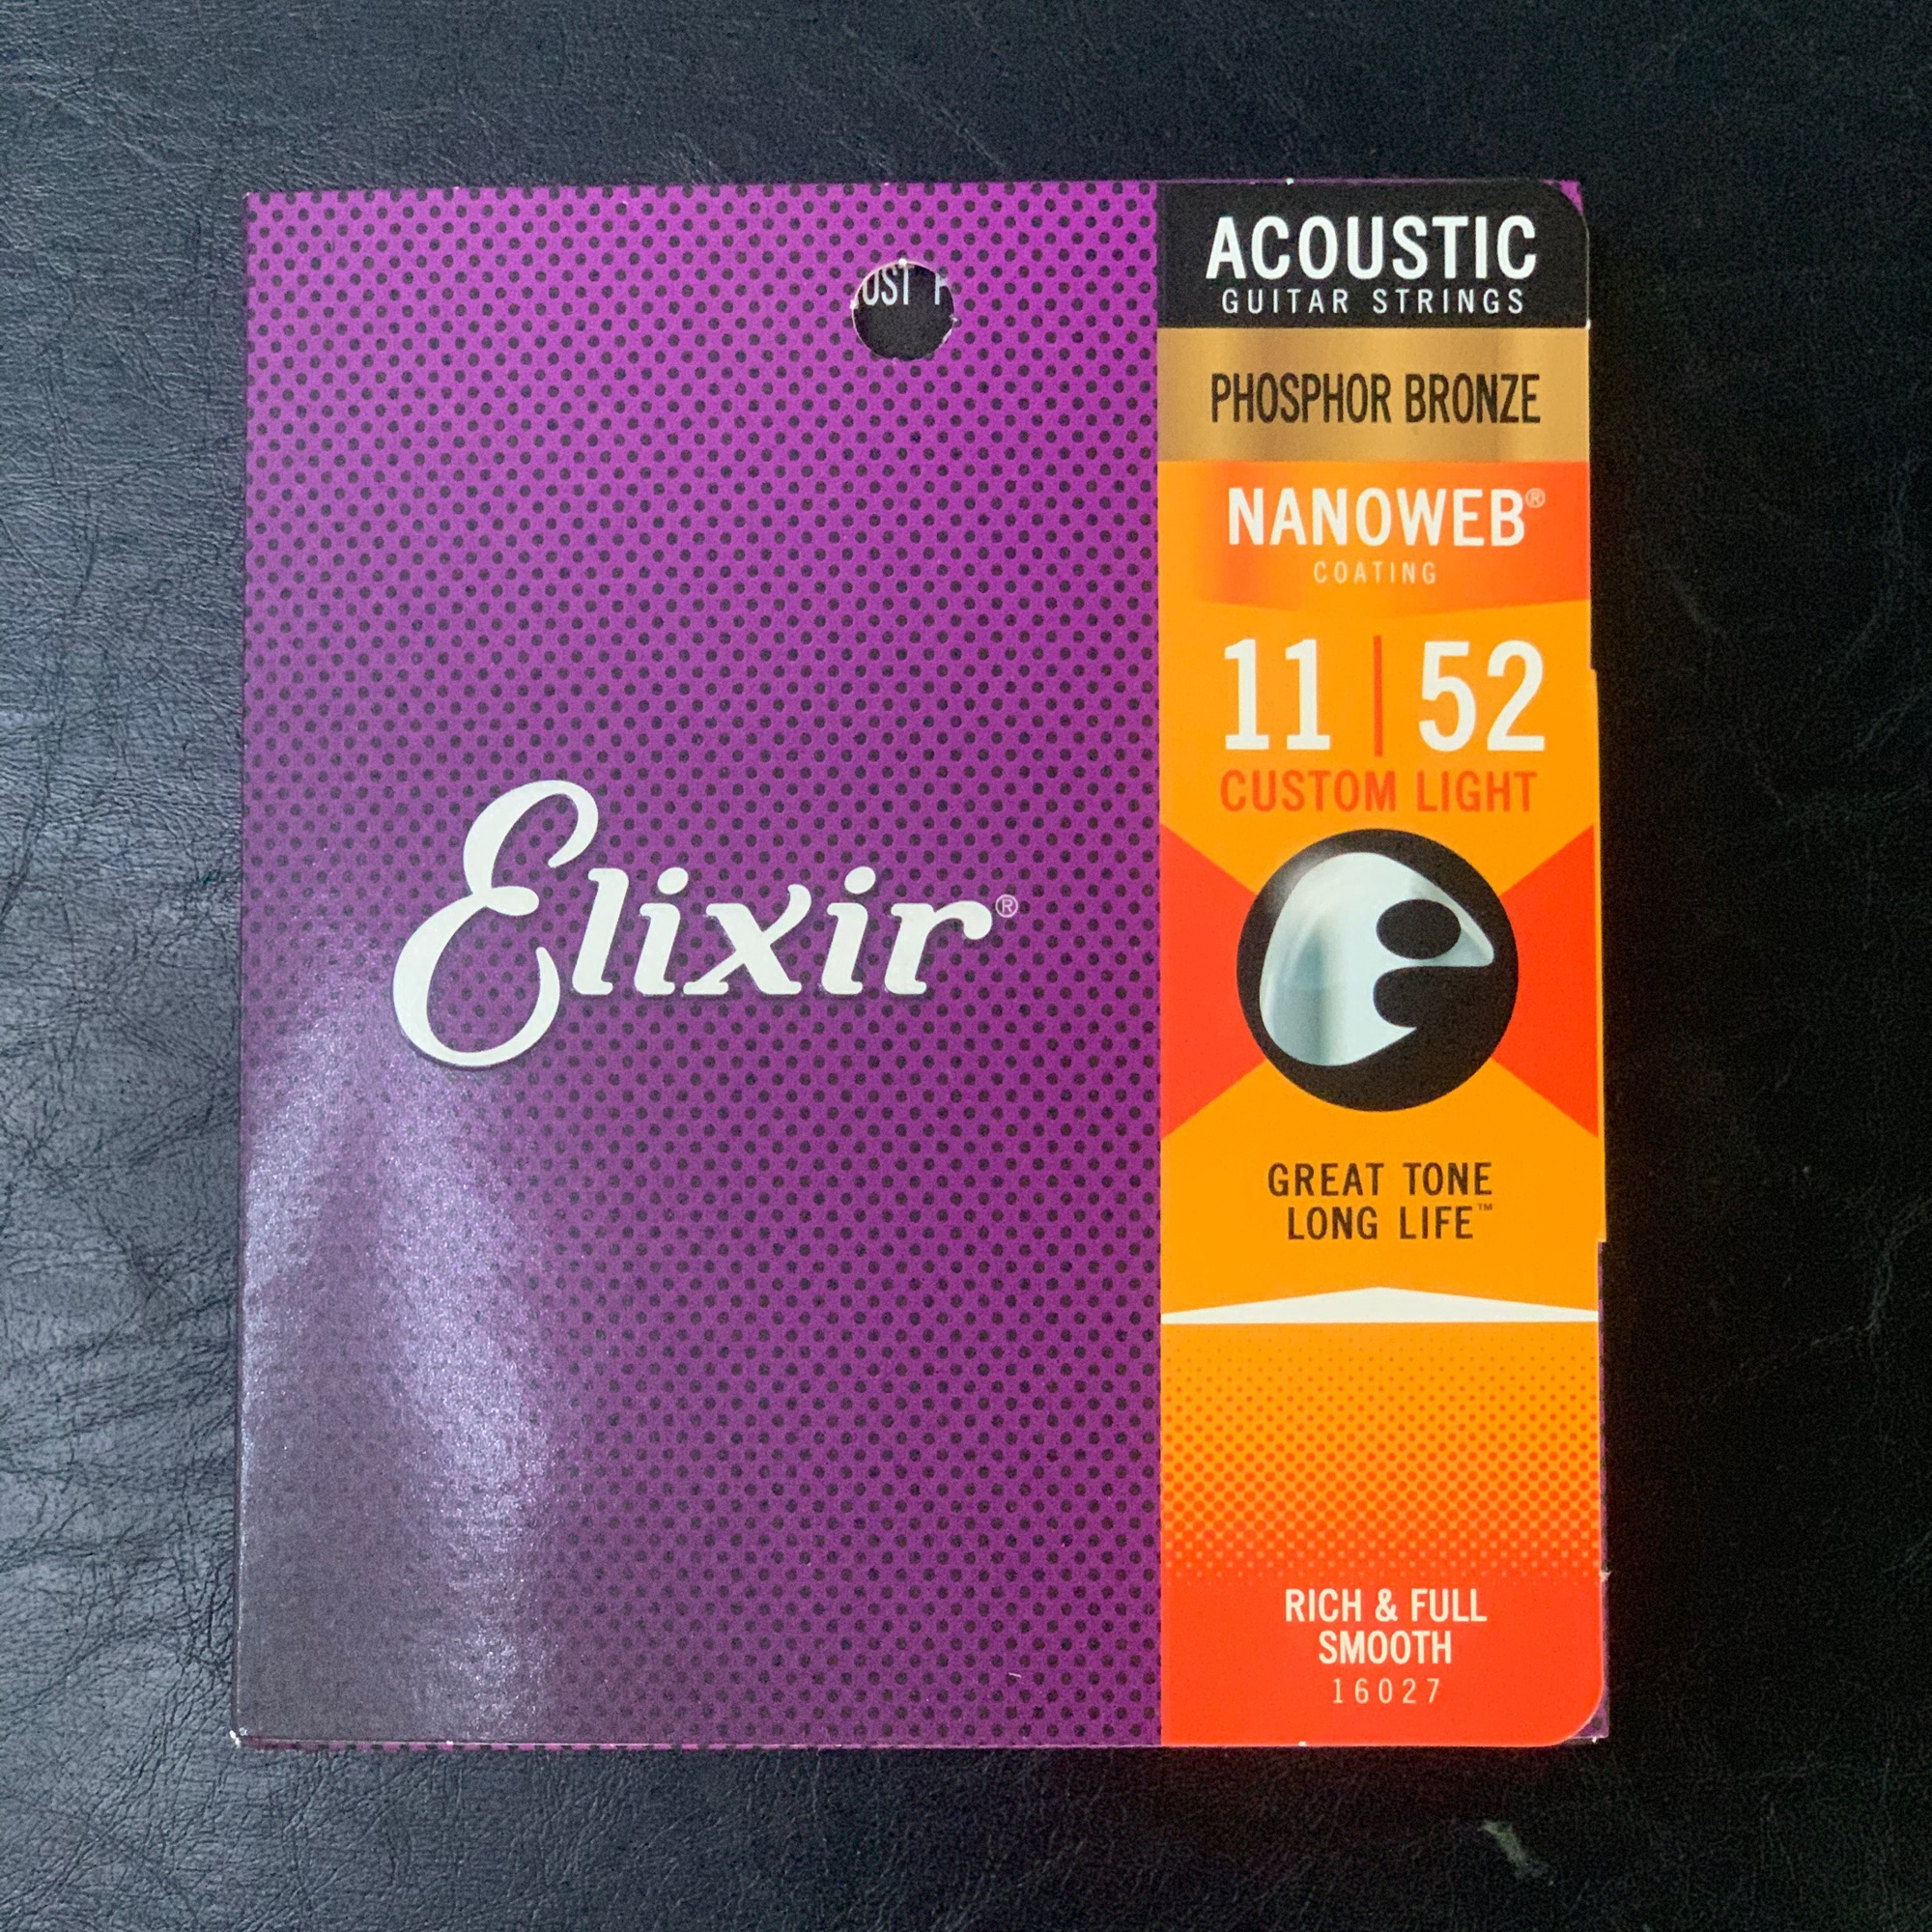 ACOUSTIC
GUITAR STRINGS
PHOSPHOR BRONZE
NANOWEB®
COATING
11 | 52
CUSTOM LIGHT
Elixir®
GREAT TONE
LONG LIFE™
RICH & FULL
SMOOTH
16027